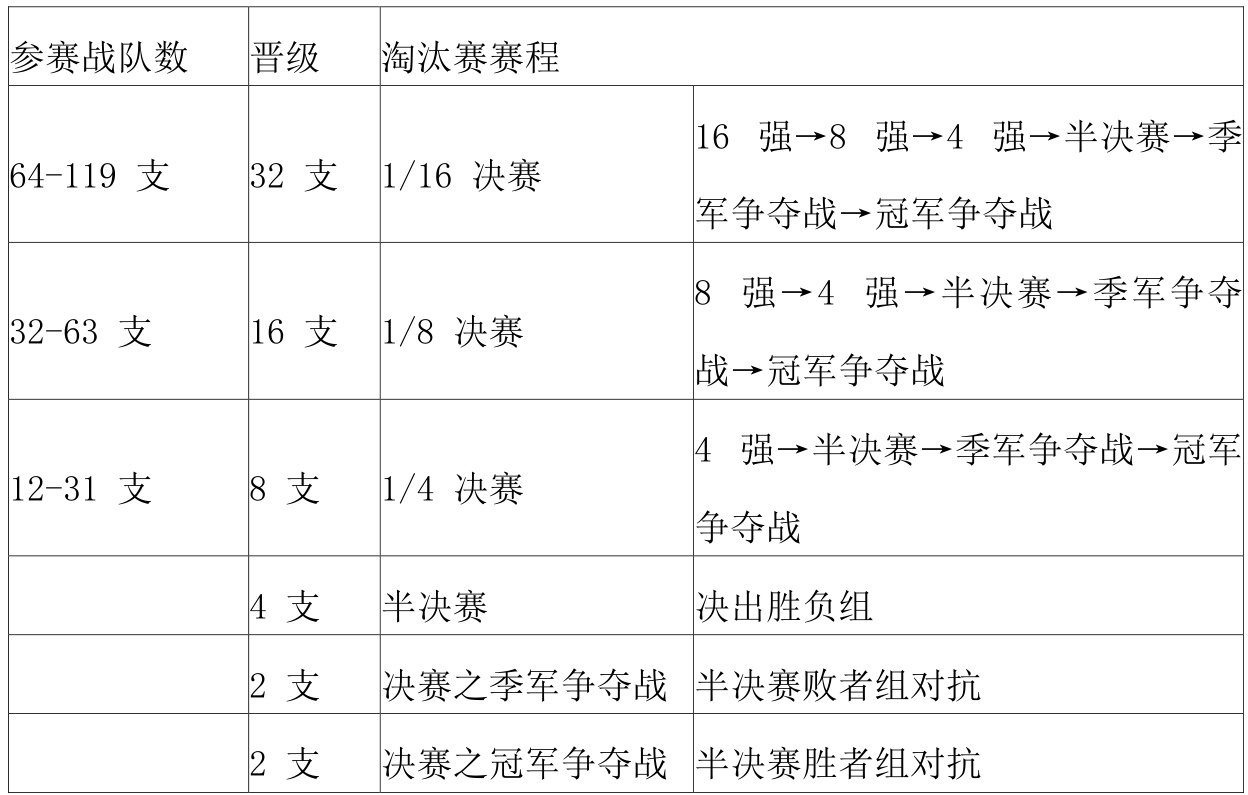 参赛战队数 晋级 淘汰赛赛程
64-119 支 32 支 1/16 决赛 16 强→8 强→4 强→半决赛→季
军争夺战→冠军争夺战
32-63 支 16 支 1/8 决赛 8 强→4 强→半决赛→季军争夺
战→冠军争夺战
12-31 支 8 支 1/4 决赛 4 强→半决赛→季军争夺战→冠军
争夺战
4 支 半决赛 决出胜负组
2 支 决赛之季军争夺战 半决赛败者组对抗
2 支 决赛之冠军争夺战 半决赛胜者组对抗